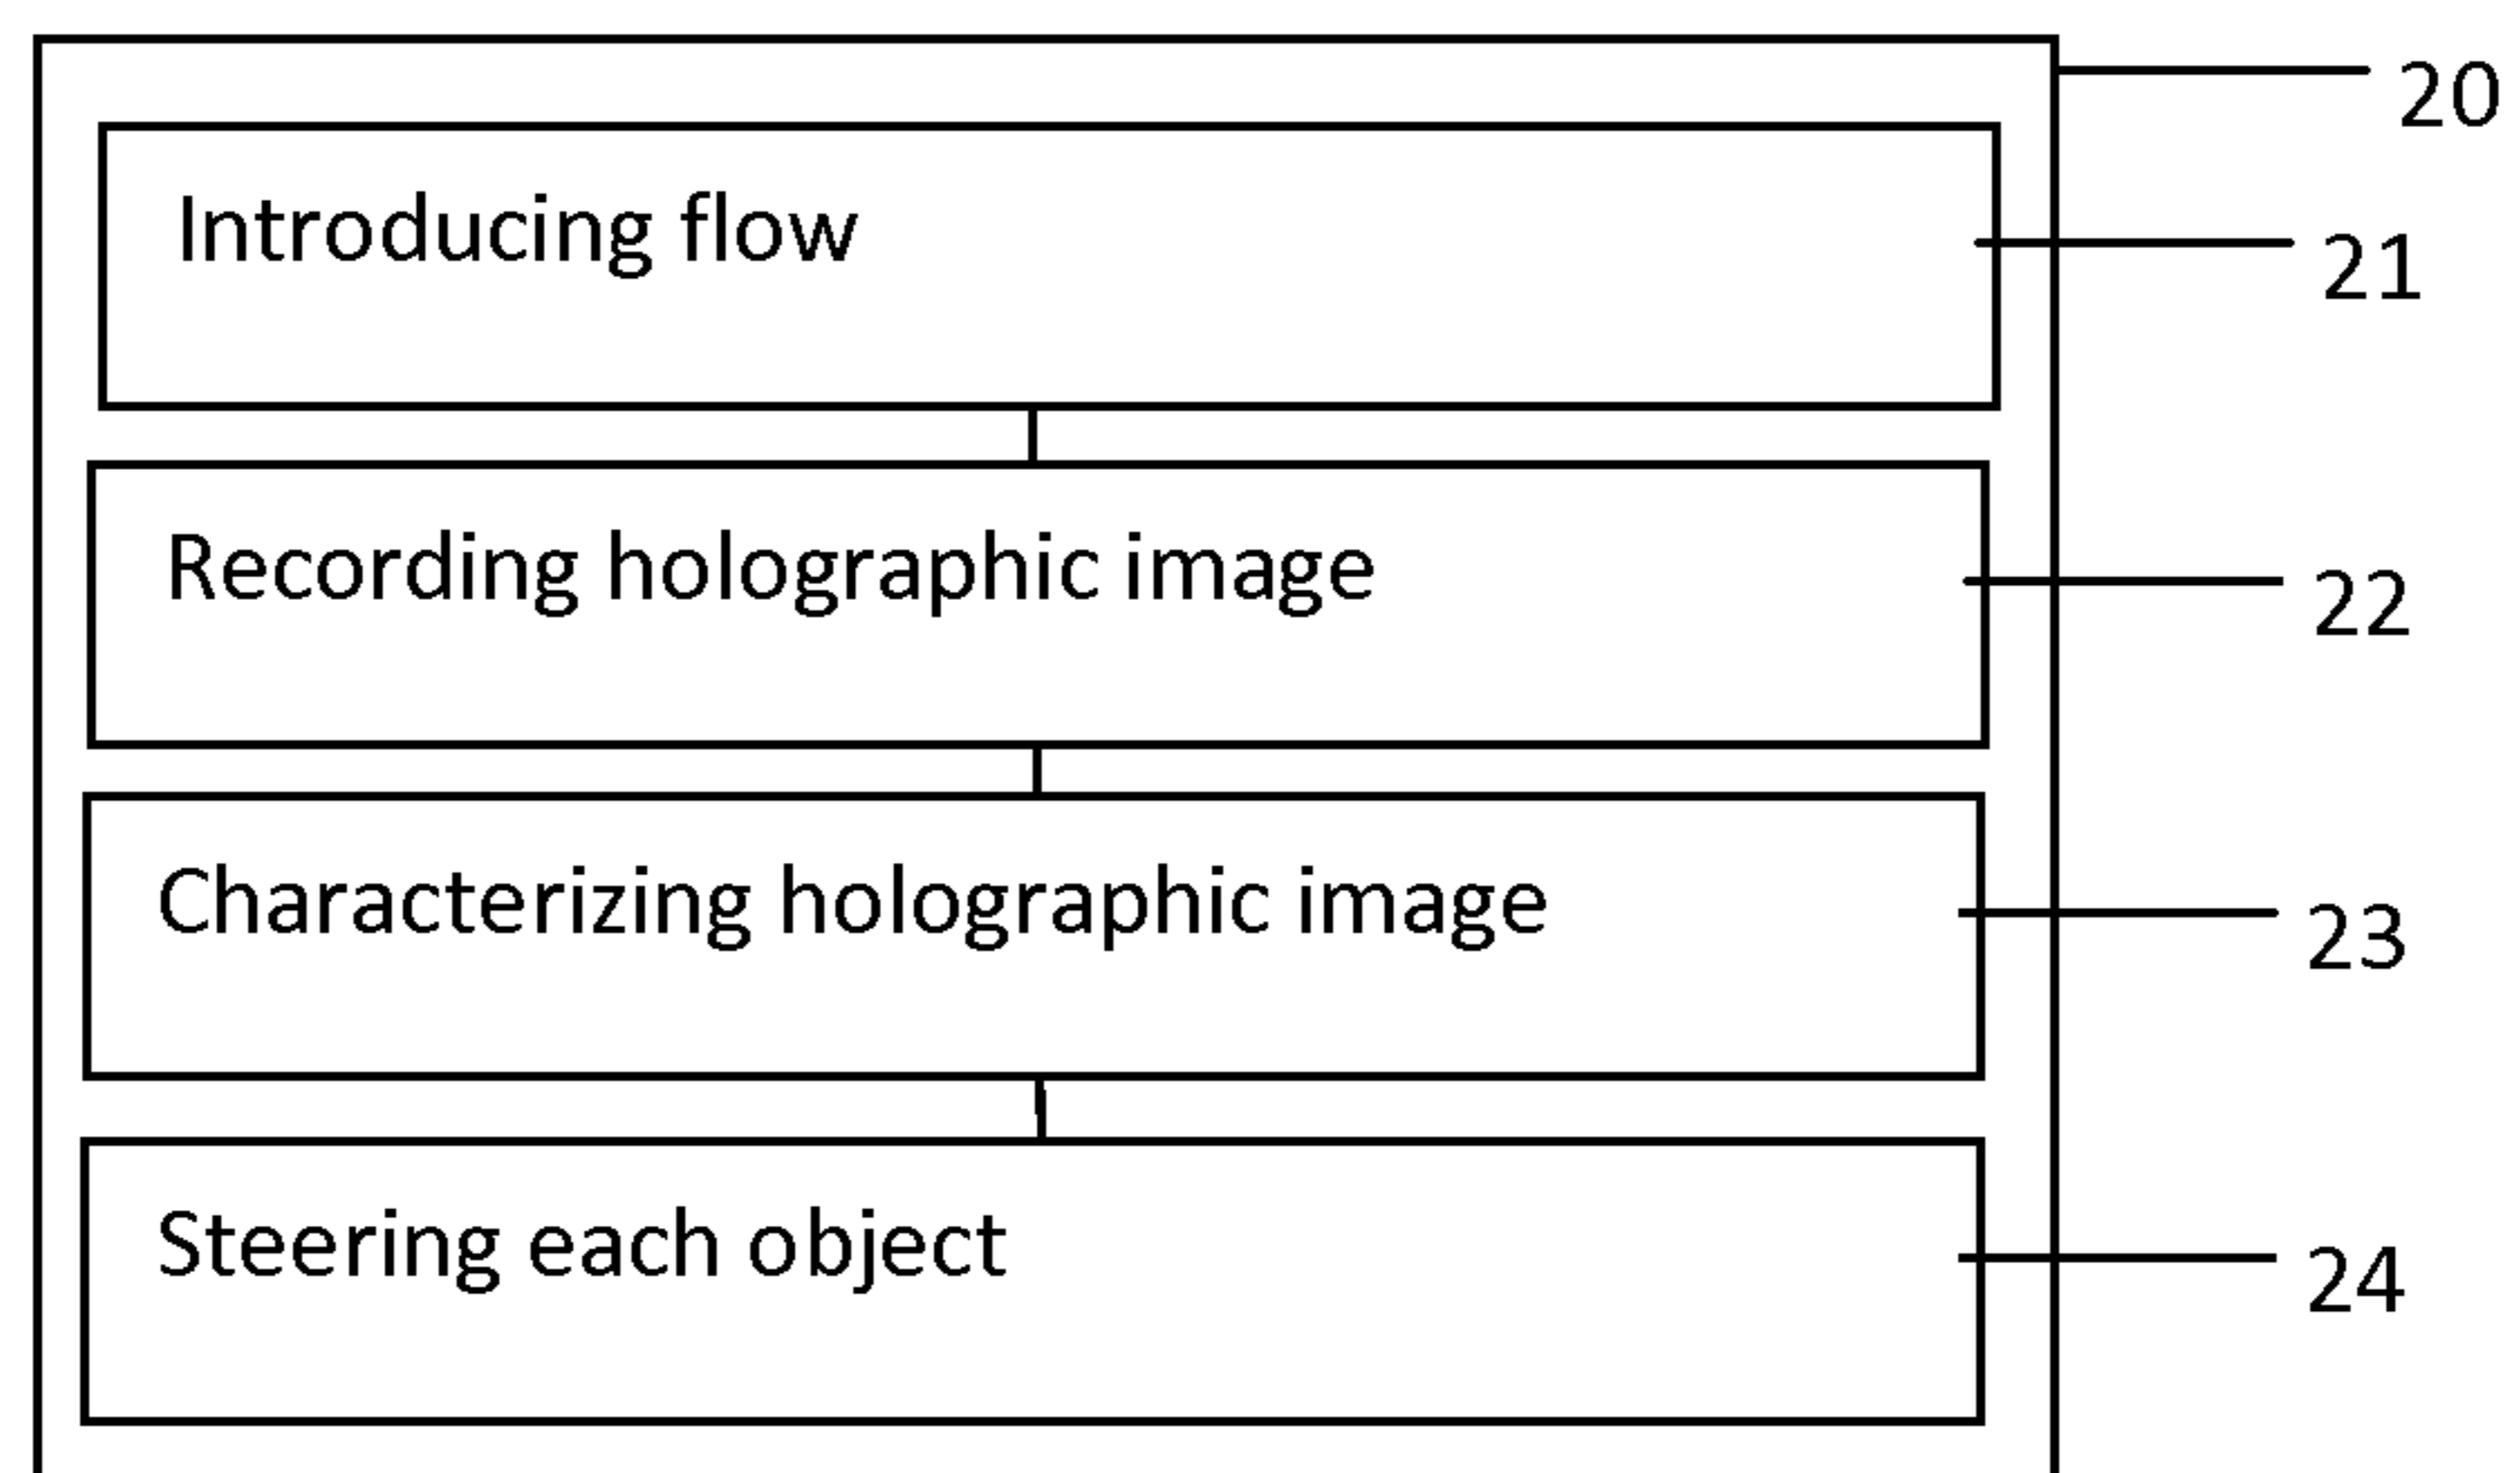 20
Introducing flow
21
Recording holographic image
22
Characterizing holographic image
23
Steering each object
24